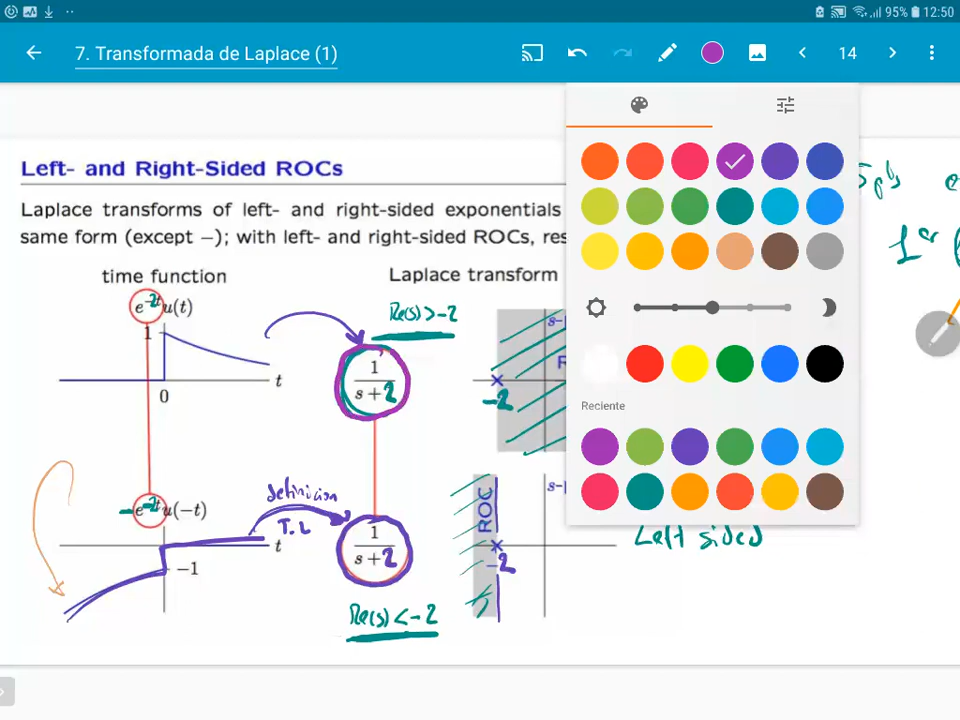 95% 12:50
7. Transformada de Laplace (1)
14
Left- and Right-Sided ROCs
Laplace transforms of left- and right-sided exponentials
same form (except −); with left- and right-sided ROCs,
time function
Laplace transform
e^-2t u(t)
1
t
0
Re(s) > -2
1
s+2
-2
1er
Reciente
-e^-2t u(−t)
t
−1
definicion
T.L
1
s+2
Re(s) < -2
ROC
-2
Left sided